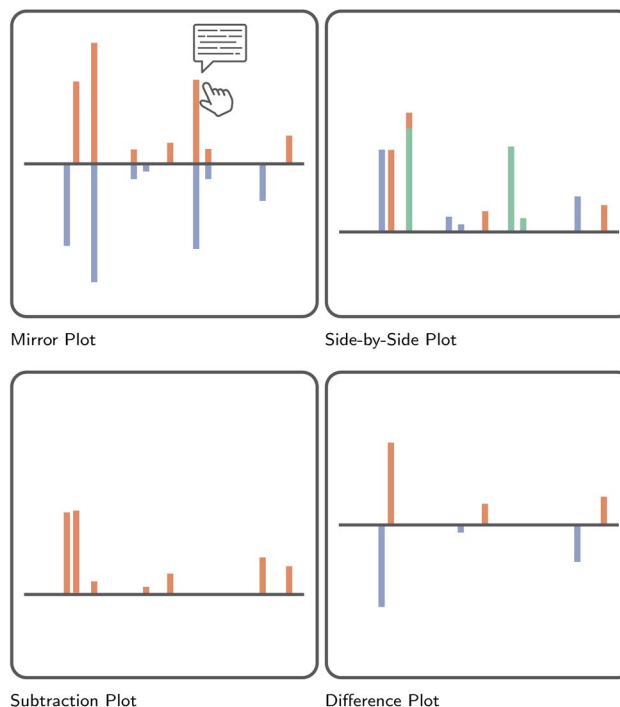 Mirror Plot
Side-by-Side Plot
Subtraction Plot
Difference Plot